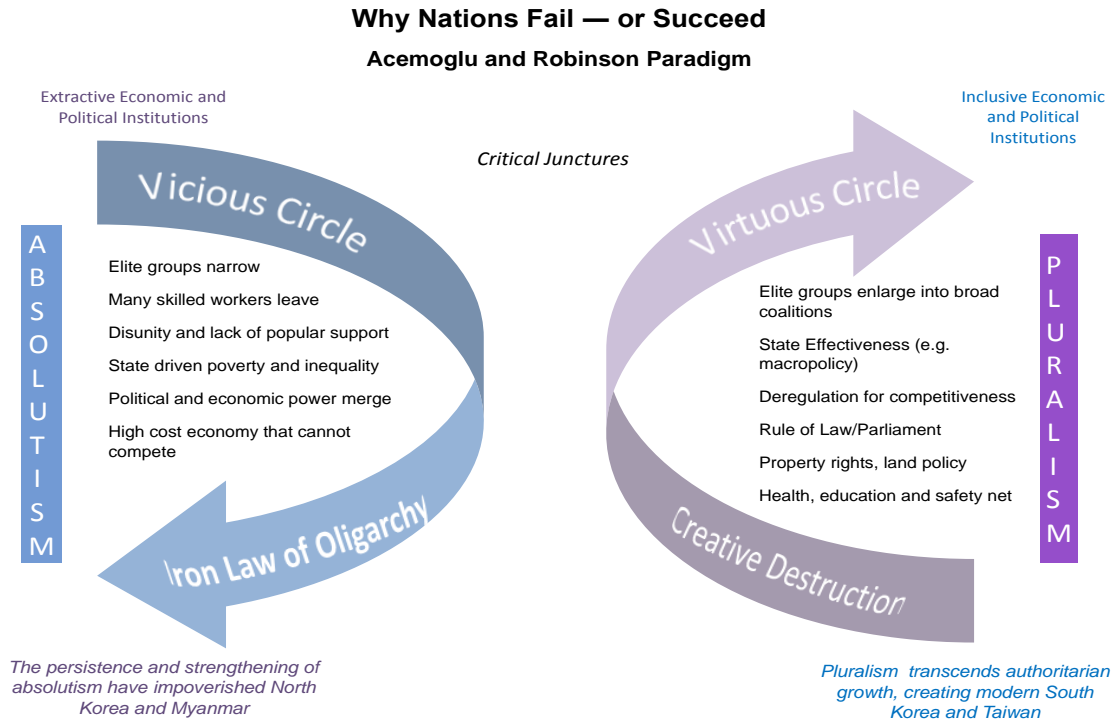 Why Nations Fail — or Succeed
Acemoglu and Robinson Paradigm
Extractive Economic and
Political Institutions
Inclusive Economic
and Political
Institutions
Critical Junctures
Vicious Circle
Virtuous Circle
ABSOLUTISM
Elite groups narrow
Many skilled workers leave
Disunity and lack of popular support
State driven poverty and inequality
Political and economic power merge
High cost economy that cannot
compete
Elite groups enlarge into broad
coalitions
State Effectiveness (e.g.
macropolicy)
Deregulation for competitiveness
Rule of Law/Parliament
Property rights, land policy
Health, education and safety net
PLURALISM
Iron Law of Oligarchy
Creative Destruction
The persistence and strengthening of
absolutism have impoverished North
Korea and Myanmar
Pluralism transcends authoritarian
growth, creating modern South
Korea and Taiwan